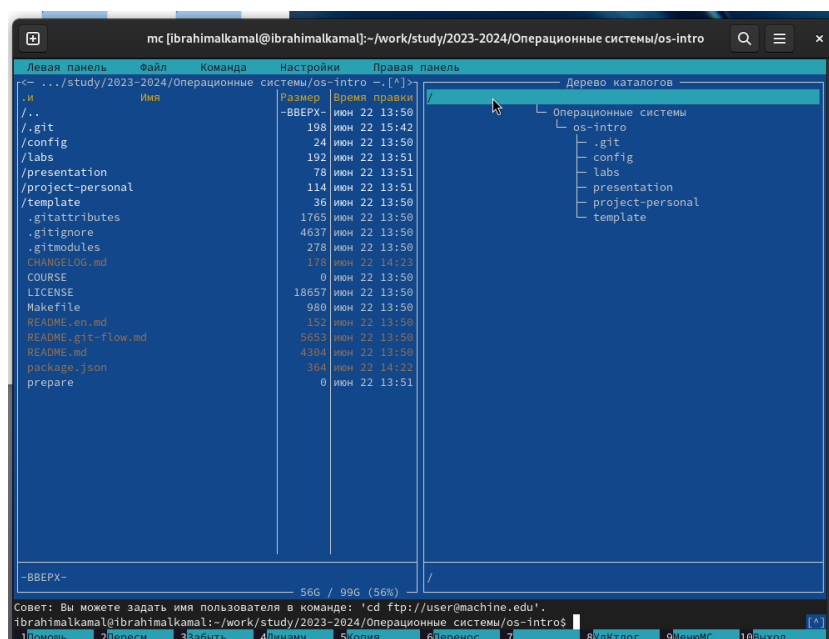 mc [ibrahimalkamal@ibrahimalkamal]:~/work/study/2023-2024/Операционные системы/os-intro
Левая панель Файл Команда Настройки Правая панель
<— .../study/2023-2024/Операционные системы/os-intro —.[^]>
Дерево каталогов
.и Имя Размер Время правки
/.. -ВВЕРХ- июн 22 13:50
/.git 198 июн 22 15:42
/config 24 июн 22 13:50
/labs 192 июн 22 13:51
/presentation 78 июн 22 13:51
/project-personal 114 июн 22 13:51
/template 36 июн 22 13:50
.gitattributes 1765 июн 22 13:50
.gitignore 4637 июн 22 13:50
.gitmodules 278 июн 22 13:50
CHANGELOG.md 178 июн 22 14:23
COURSE 0 июн 22 13:50
LICENSE 18657 июн 22 13:50
Makefile 980 июн 22 13:50
README.en.md 152 июн 22 13:50
README.git-flow.md 5653 июн 22 13:50
README.md 4304 июн 22 13:50
package.json 364 июн 22 14:22
prepare 0 июн 22 13:51
-ВВЕРХ-
56G / 99G (56%)
/
Операционные системы
os-intro
.git
config
labs
presentation
project-personal
template
/
Совет: Вы можете задать имя пользователя в команде: 'cd ftp://user@machine.edu'.
ibrahimalkamal@ibrahimalkamal:~/work/study/2023-2024/Операционные системы/os-intro$ [^]
1Помощь 2Пересм 3Забыть 4Динамч 5Копия 6Перенос 7 8УдКтлог 9МенюMC 10Выход